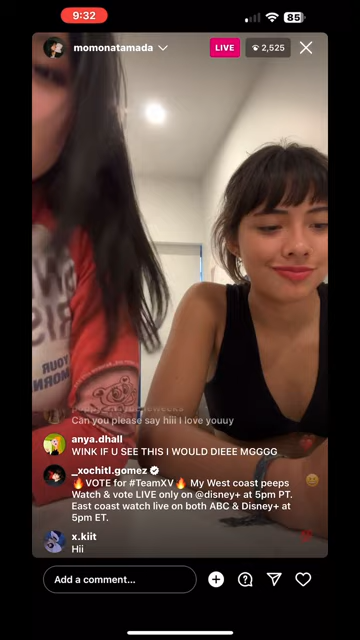 9:32
85
momonatamada
LIVE
2,525
Can you please say hiii I love youuy
anya.dhall
WINK IF U SEE THIS I WOULD DIEEE MGGGG
_xochitl.gomez
🔥VOTE for #TeamXV🔥 My West coast peeps
Watch & vote LIVE only on @disney+ at 5pm PT.
East coast watch live on both ABC & Disney+ at
5pm ET.
x.kiit
Hii
Add a comment...
YOUR